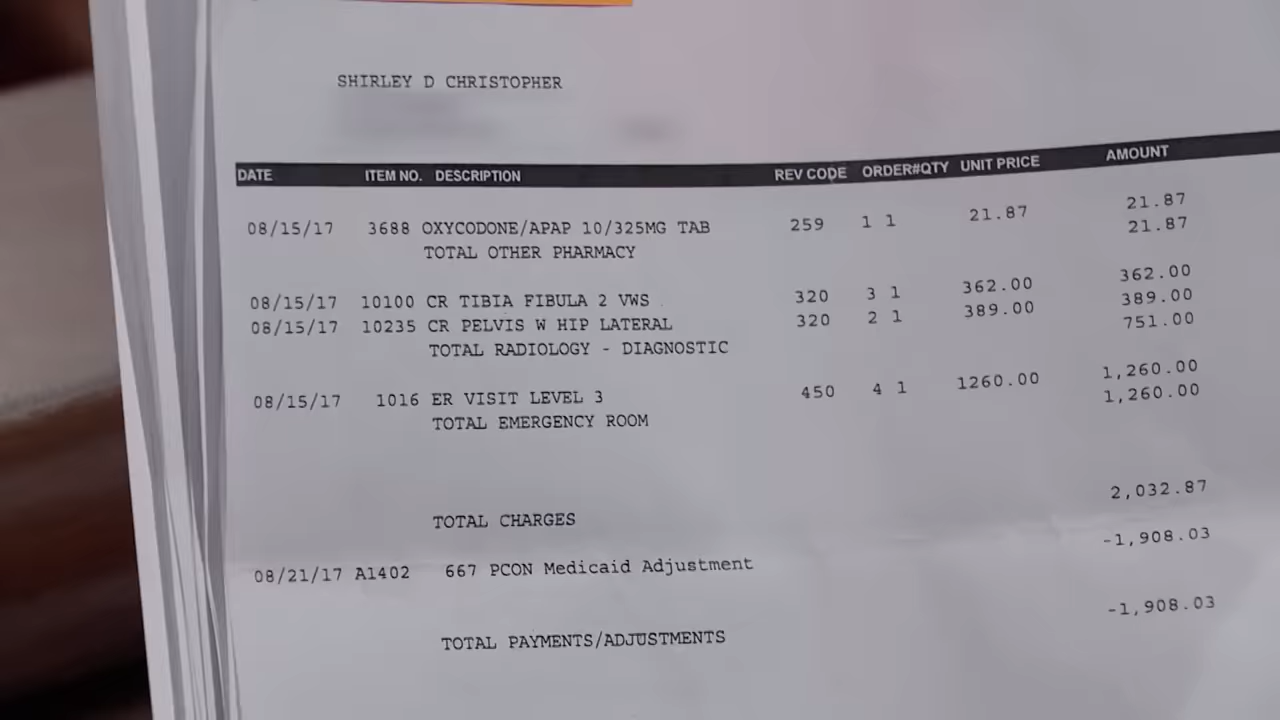 SHIRLEY D CHRISTOPHER
DATE ITEM NO. DESCRIPTION REV CODE ORDER# QTY UNIT PRICE AMOUNT
08/15/17 3688 OXYCODONE/APAP 10/325MG TAB 259 1 1 21.87 21.87
TOTAL OTHER PHARMACY 21.87
08/15/17 10100 CR TIBIA FIBULA 2 VWS 320 3 1 362.00 362.00
08/15/17 10235 CR PELVIS W HIP LATERAL 320 2 1 389.00 389.00
TOTAL RADIOLOGY - DIAGNOSTIC 751.00
08/15/17 1016 ER VISIT LEVEL 3 450 4 1 1260.00 1,260.00
TOTAL EMERGENCY ROOM 1,260.00
TOTAL CHARGES 2,032.87
08/21/17 A1402 667 PCON Medicaid Adjustment -1,908.03
TOTAL PAYMENTS/ADJUSTMENTS -1,908.03